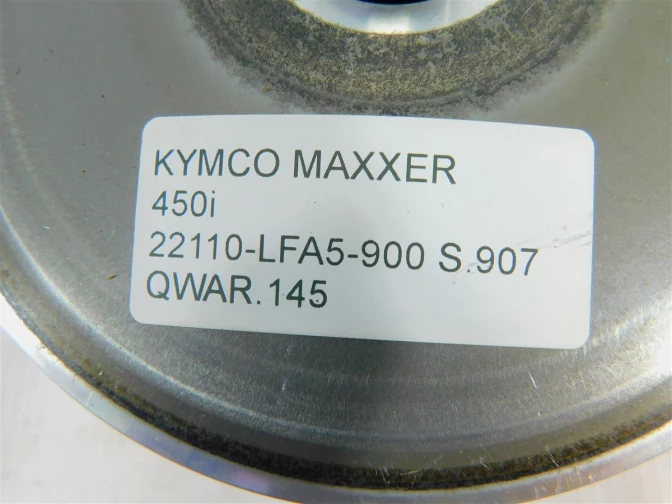 KYMCO MAXXER
450i
22110-LFA5-900 S.907
QWAR.145